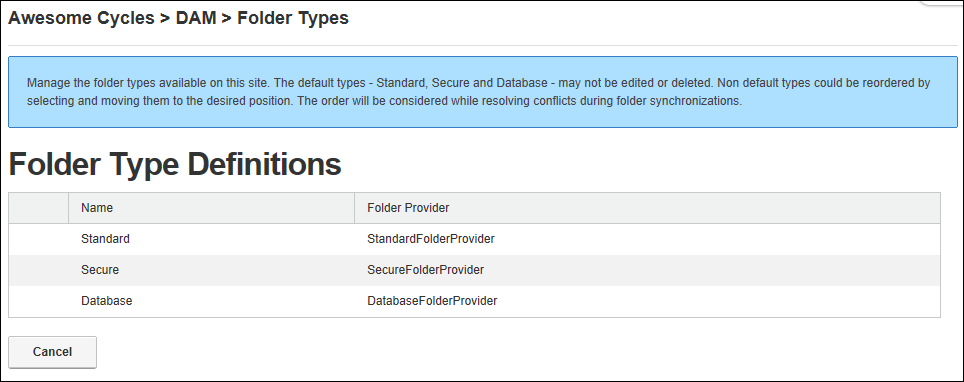 Awesome Cycles > DAM > Folder Types
Manage the folder types available on this site. The default types - Standard, Secure and Database - may not be edited or deleted. Non default types could be reordered by
selecting and moving them to the desired position. The order will be considered while resolving conflicts during folder synchronizations.
Folder Type Definitions
Name Folder Provider
Standard StandardFolderProvider
Secure SecureFolderProvider
Database DatabaseFolderProvider
Cancel